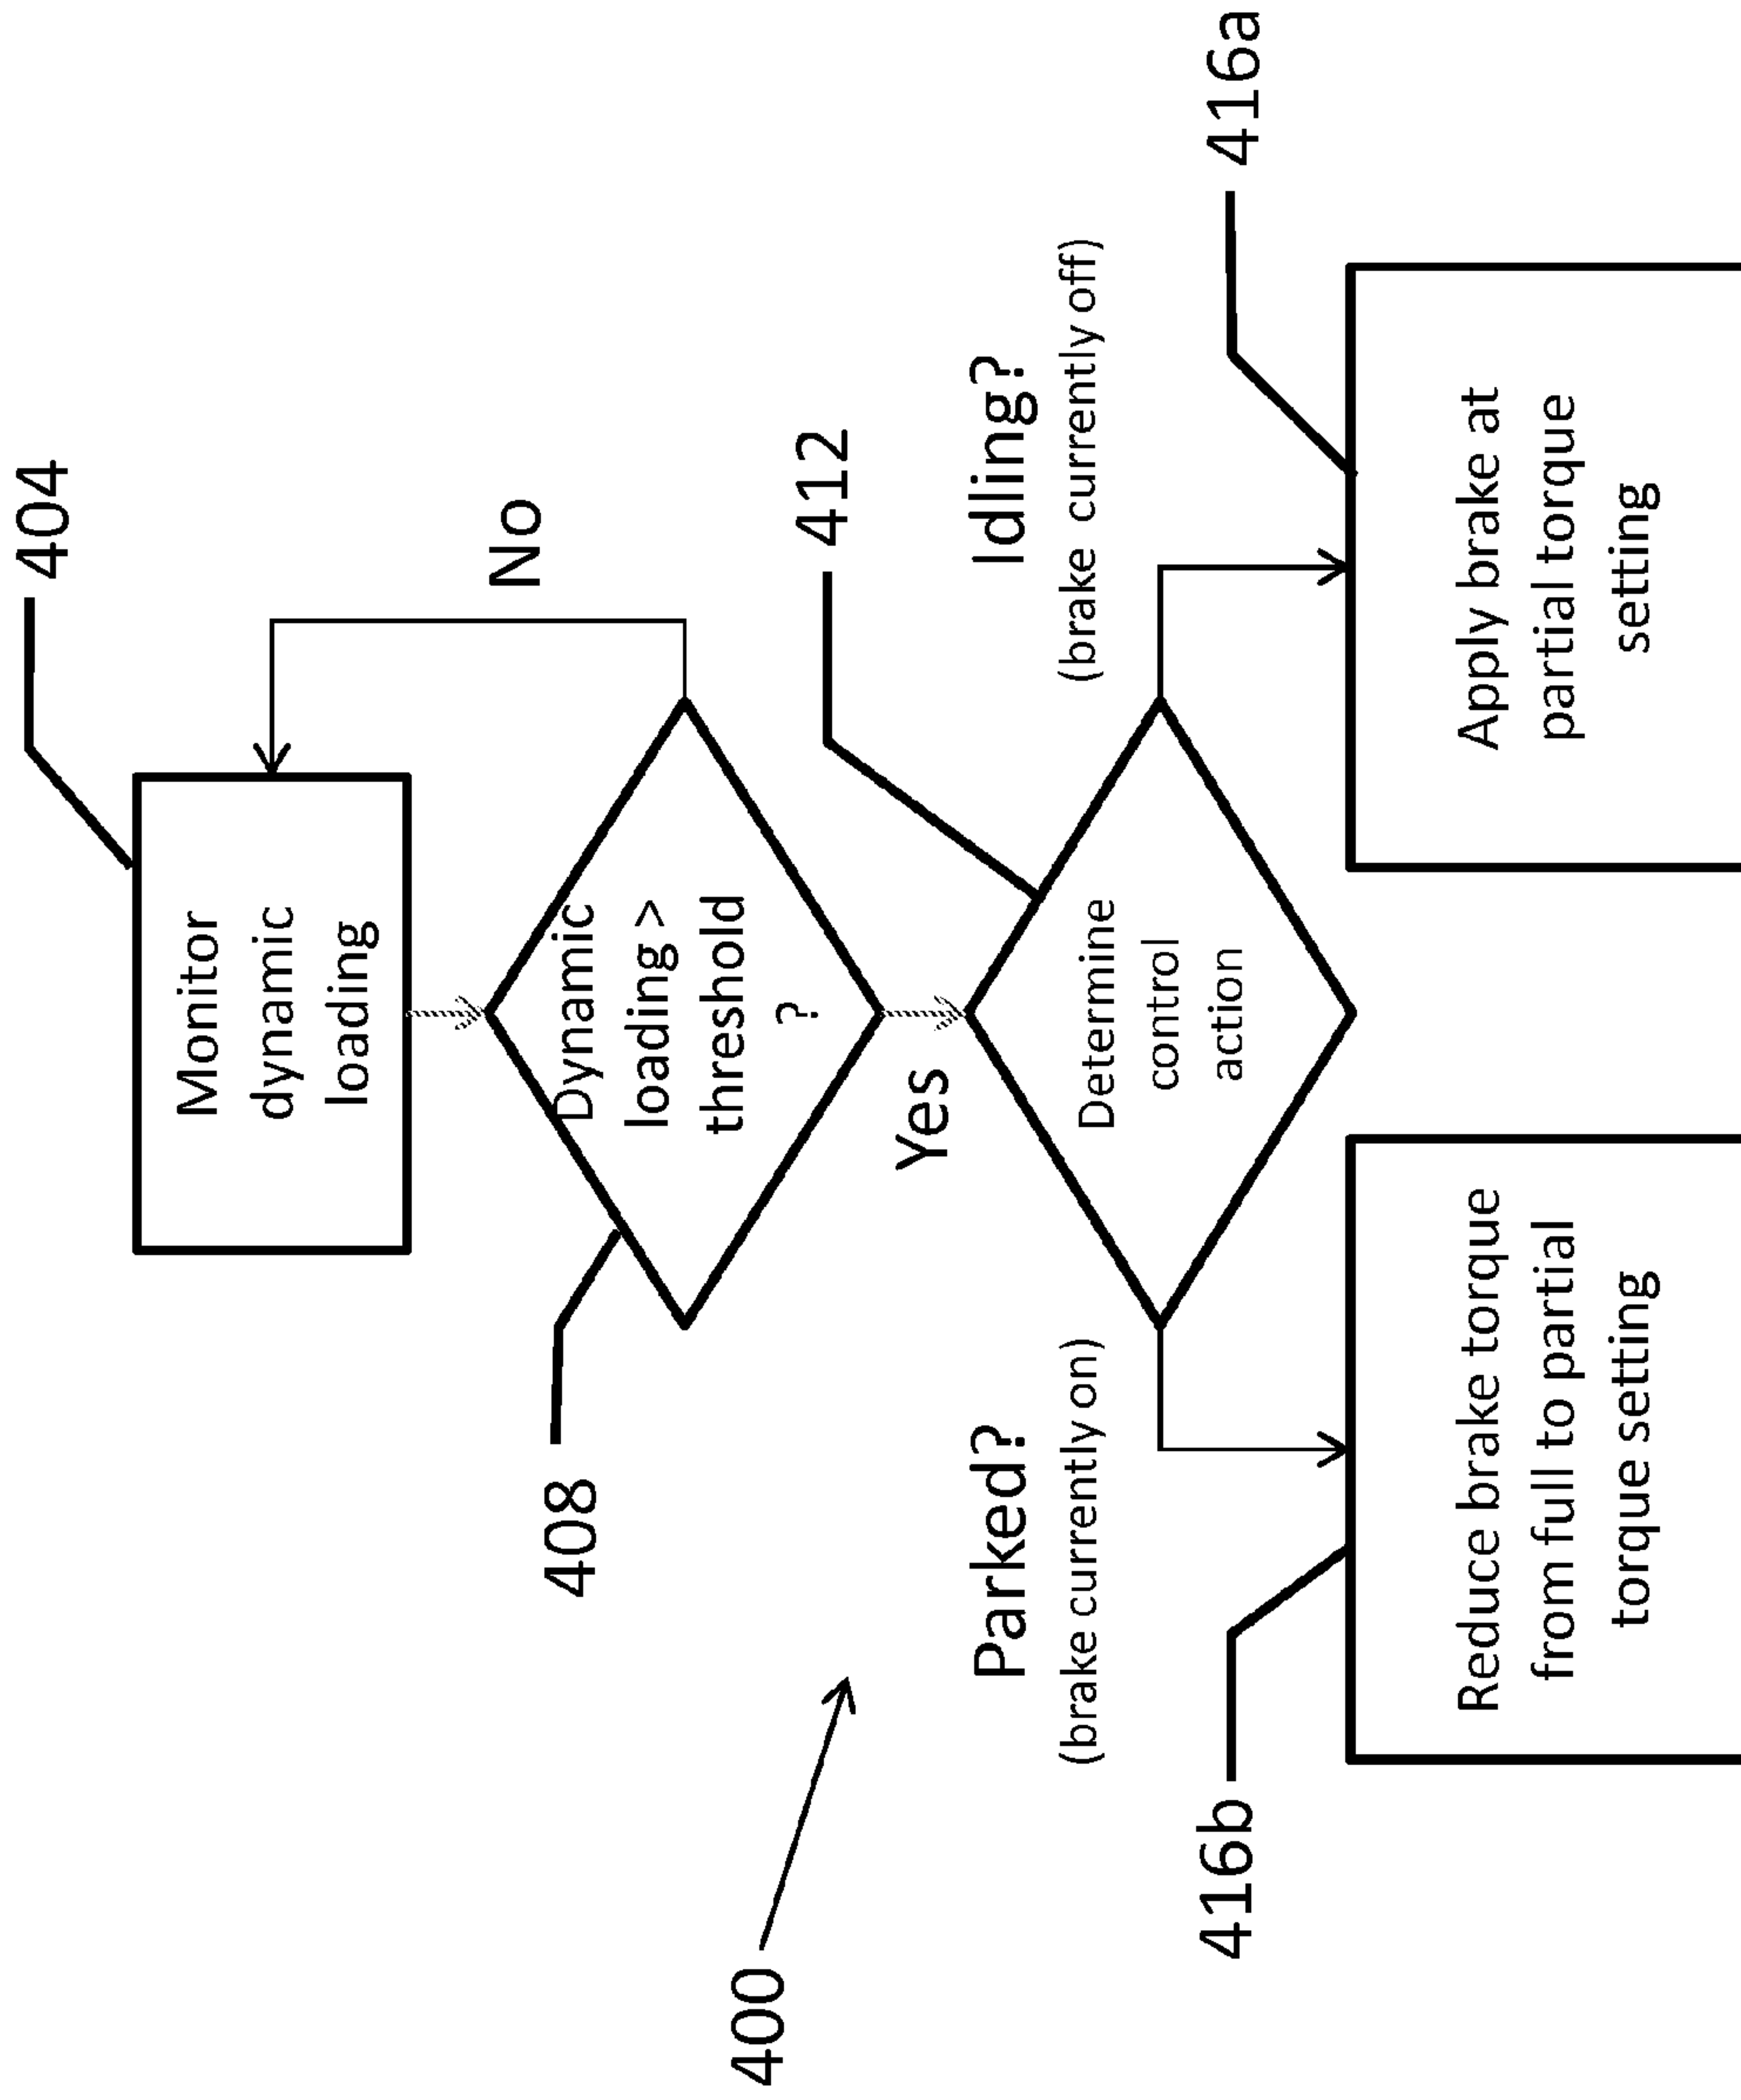 404
Monitor
dynamic
loading
No
408
Dynamic
loading >
threshold
?
Yes
412
400
Determine
control
action
Parked?
(brake currently on)
Idling?
(brake currently off)
416b
416a
Reduce brake torque
from full to partial
torque setting
Apply brake at
partial torque
setting